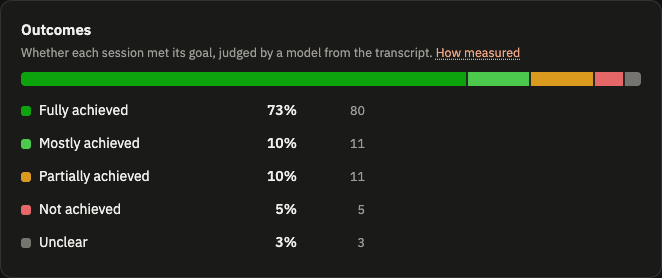 Outcomes
Whether each session met its goal, judged by a model from the transcript. How measured
Fully achieved 73% 80
Mostly achieved 10% 11
Partially achieved 10% 11
Not achieved 5% 5
Unclear 3% 3